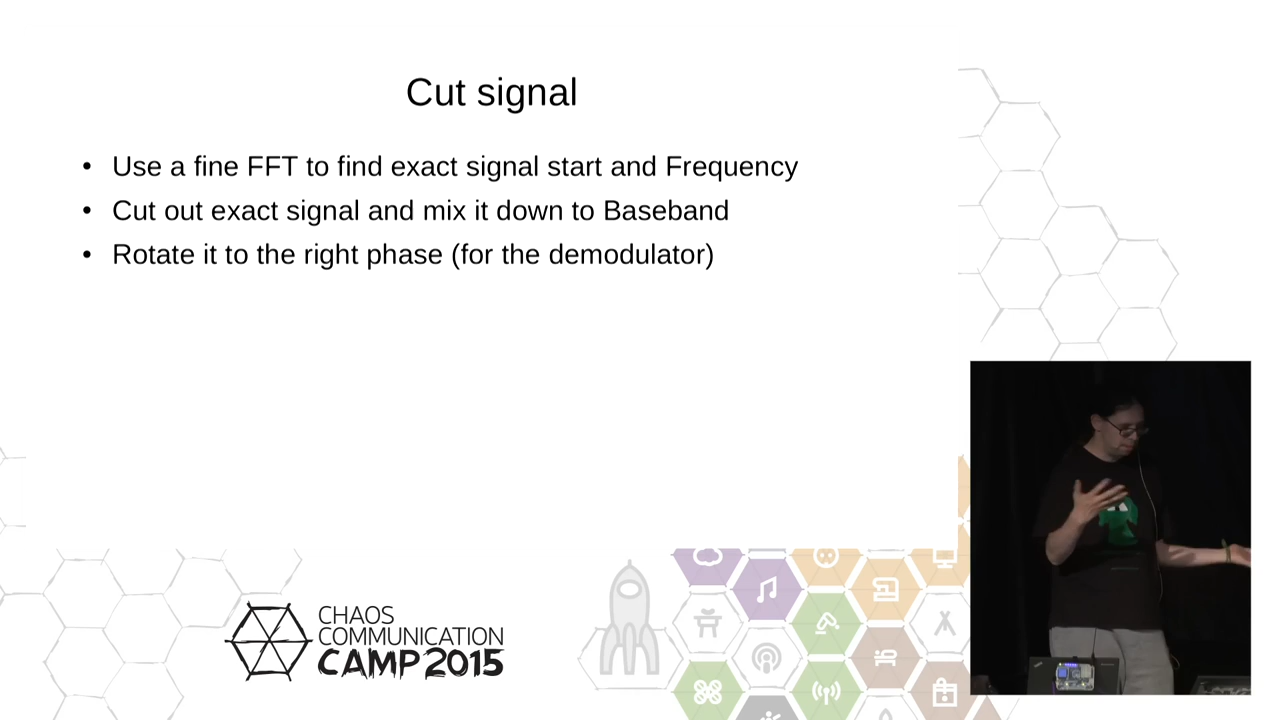 Cut signal
• Use a fine FFT to find exact signal start and Frequency
• Cut out exact signal and mix it down to Baseband
• Rotate it to the right phase (for the demodulator)
CHAOS
COMMUNICATION
CAMP 2015